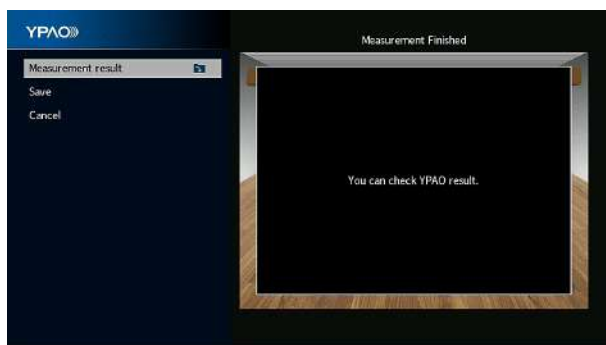 YPAO
Measurement Finished
Measurement result
Save
Cancel
You can check YPAO result.